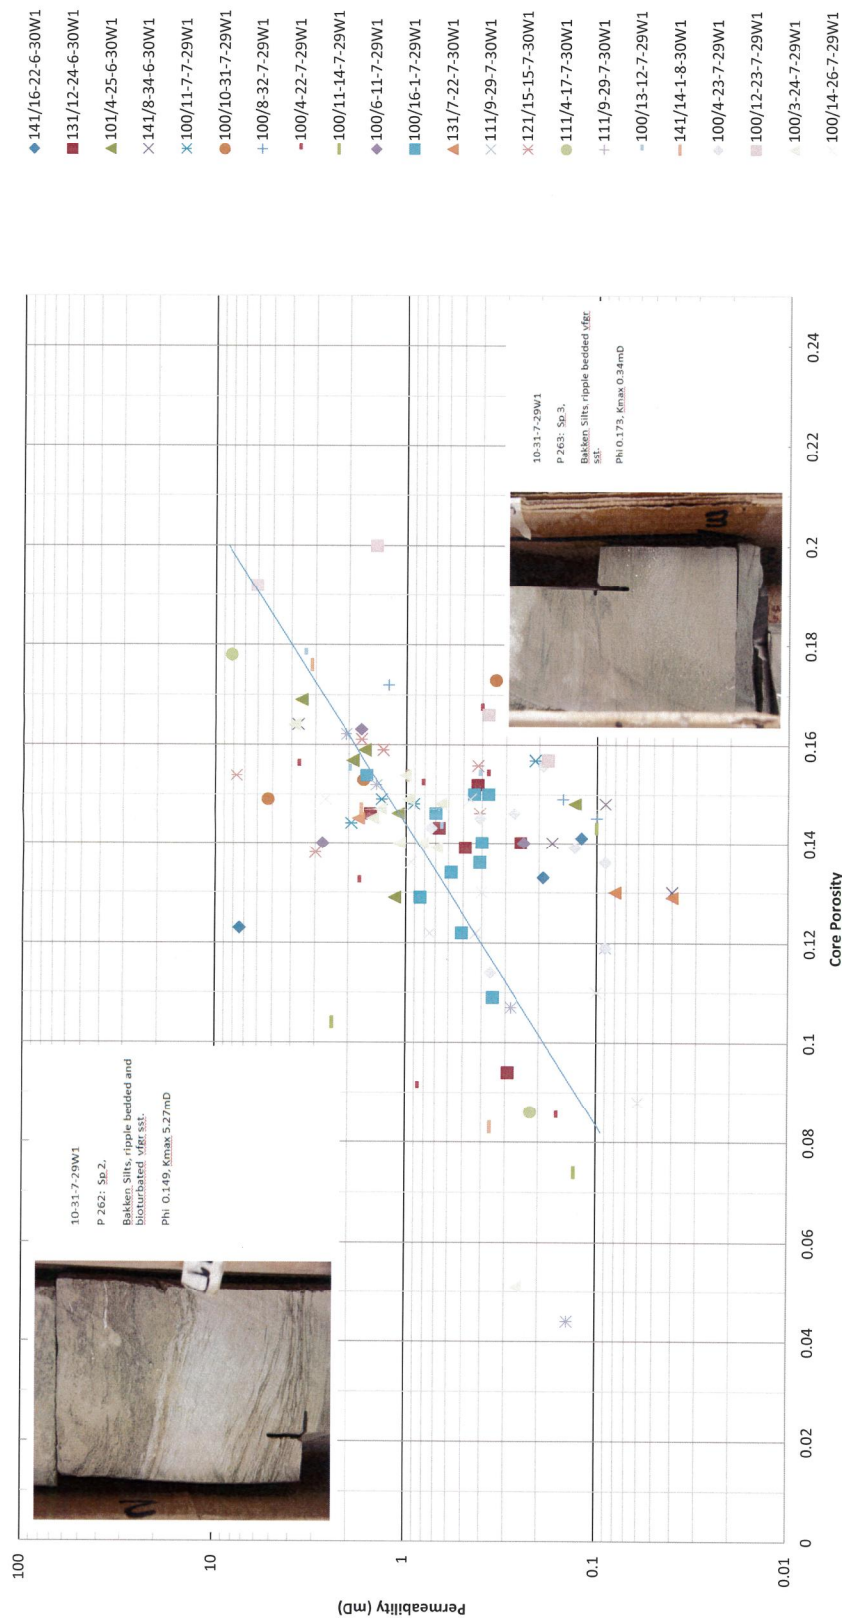 141/16-22-6-30W1
131/12-24-6-30W1
101/4-25-6-30W1
141/8-34-6-30W1
100/11-7-7-29W1
100/10-31-7-29W1
100/8-32-7-29W1
100/4-22-7-29W1
100/11-14-7-29W1
100/6-11-7-29W1
100/16-1-7-29W1
131/7-22-7-30W1
111/9-29-7-30W1
121/15-15-7-30W1
111/4-17-7-30W1
111/9-29-7-30W1
100/13-12-7-29W1
141/14-1-8-30W1
100/4-23-7-29W1
100/12-23-7-29W1
100/3-24-7-29W1
100/14-26-7-29W1
10-31-7-29W1
P 262: Sp 2,
Bakken Silts, ripple bedded and
bioturbated vfgr sst.
Phi 0.149, Kmax 5.27mD
10-31-7-29W1
P 263: Sp 3,
Bakken Silts, ripple bedded vfgr
sst.
Phi 0.173, Kmax 0.34mD
Permeability (mD)
100
10
1
0.1
0.01
0
0.02
0.04
0.06
0.08
0.1
0.12
0.14
0.16
0.18
0.2
0.22
0.24
Core Porosity